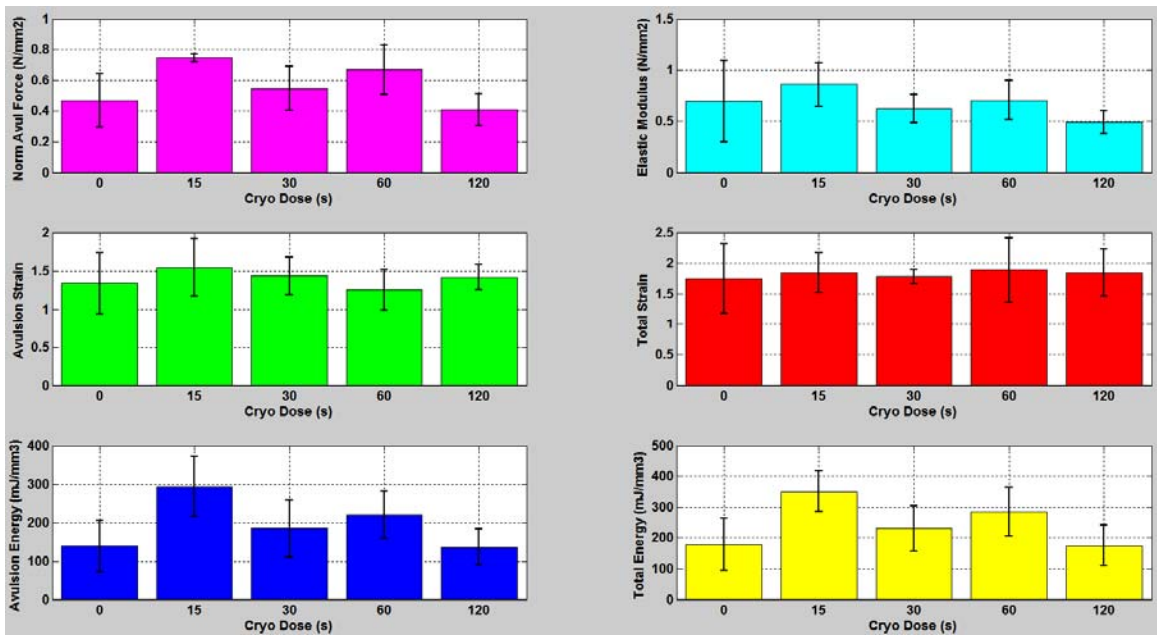 Norm Avul Force (N/mm2)
1
0.8
0.6
0.4
0.2
0
0 15 30 60 120
Cryo Dose (s)
Elastic Modulus (N/mm2)
1.5
1
0.5
0
0 15 30 60 120
Cryo Dose (s)
Avulsion Strain
2
1.5
1
0.5
0
0 15 30 60 120
Cryo Dose (s)
Total Strain
2.5
2
1.5
1
0.5
0
0 15 30 60 120
Cryo Dose (s)
Avulsion Energy (mJ/mm3)
400
300
200
100
0
0 15 30 60 120
Cryo Dose (s)
Total Energy (mJ/mm3)
500
400
300
200
100
0
0 15 30 60 120
Cryo Dose (s)